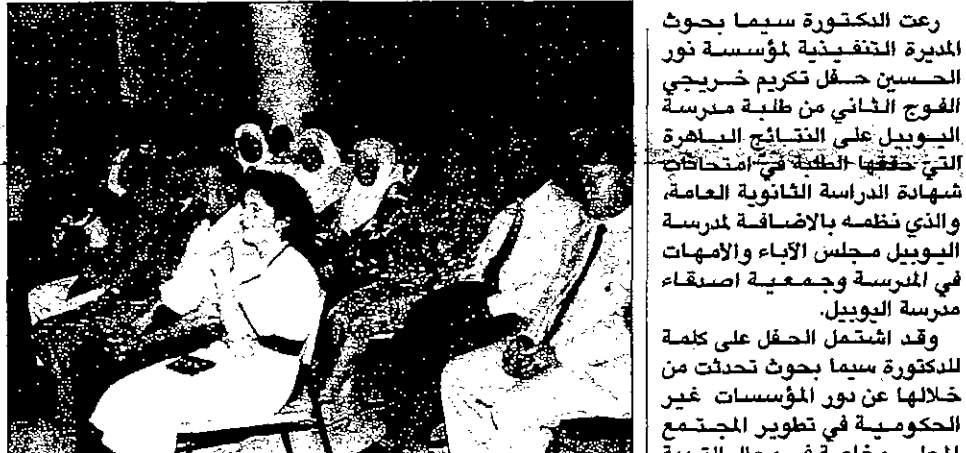 رعت الدكتورة سيما بحوث
المديرة التنفيذية لمؤسسة نور
الحسين حفل تكريم خريجي
الفوج الثاني من طلبة مدرسة
اليوبيل على النتائج الباهرة
التي حققها الطلبة في امتحانات
شهادة الدراسة الثانوية العامة،
والذي نظمه بالاضافة لمدرسة
اليوبيل مجلس الآباء والامهات
في المدرسة وجمعية اصدقاء
مدرسة اليوبيل.
وقد اشتمل الحفل على كلمة
للدكتورة سيما بحوث تحدثت من
خلالها عن دور المؤسسات غير
الحكومية في تطوير المجتمع